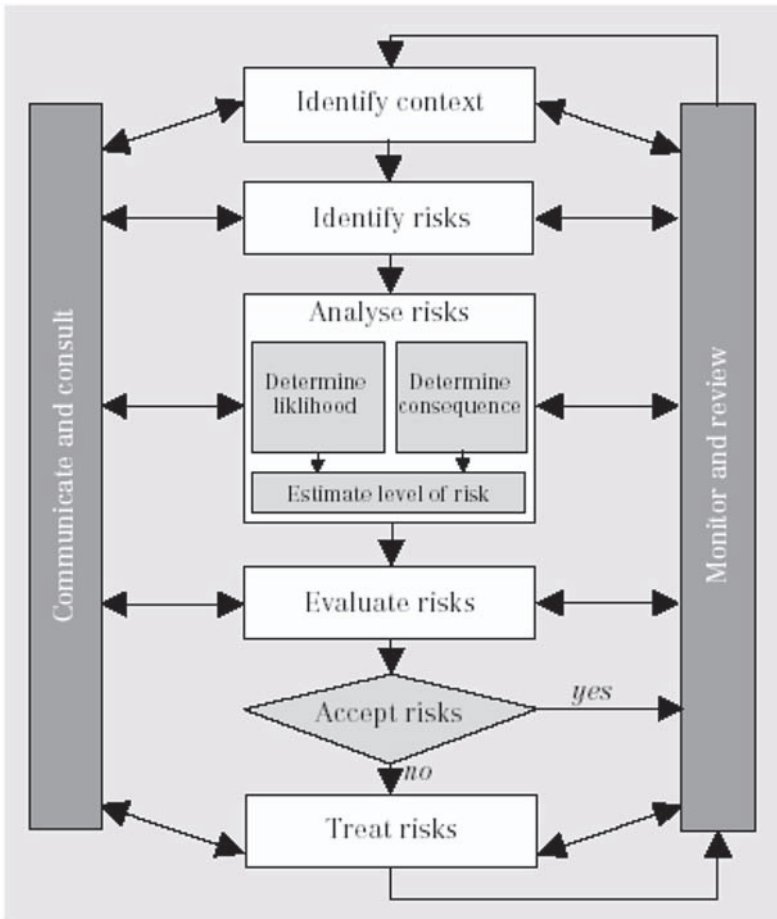 Identify context
Identify risks
Analyse risks
Determine
liklihood
Determine
consequence
Estimate level of risk
Evaluate risks
Accept risks
yes
no
Treat risks
Communicate and consult
Monitor and review